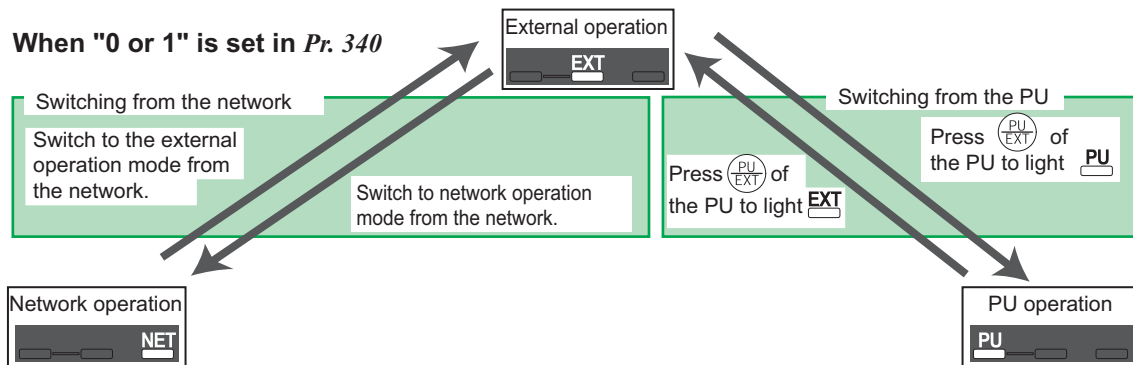 When "0 or 1" is set in Pr. 340
External operation
EXT
Switching from the network
Switch to the external
operation mode from
the network.
Switch to network operation
mode from the network.
Switching from the PU
Press PU/EXT of
the PU to light PU
Press PU/EXT of
the PU to light EXT
Network operation
NET
PU operation
PU